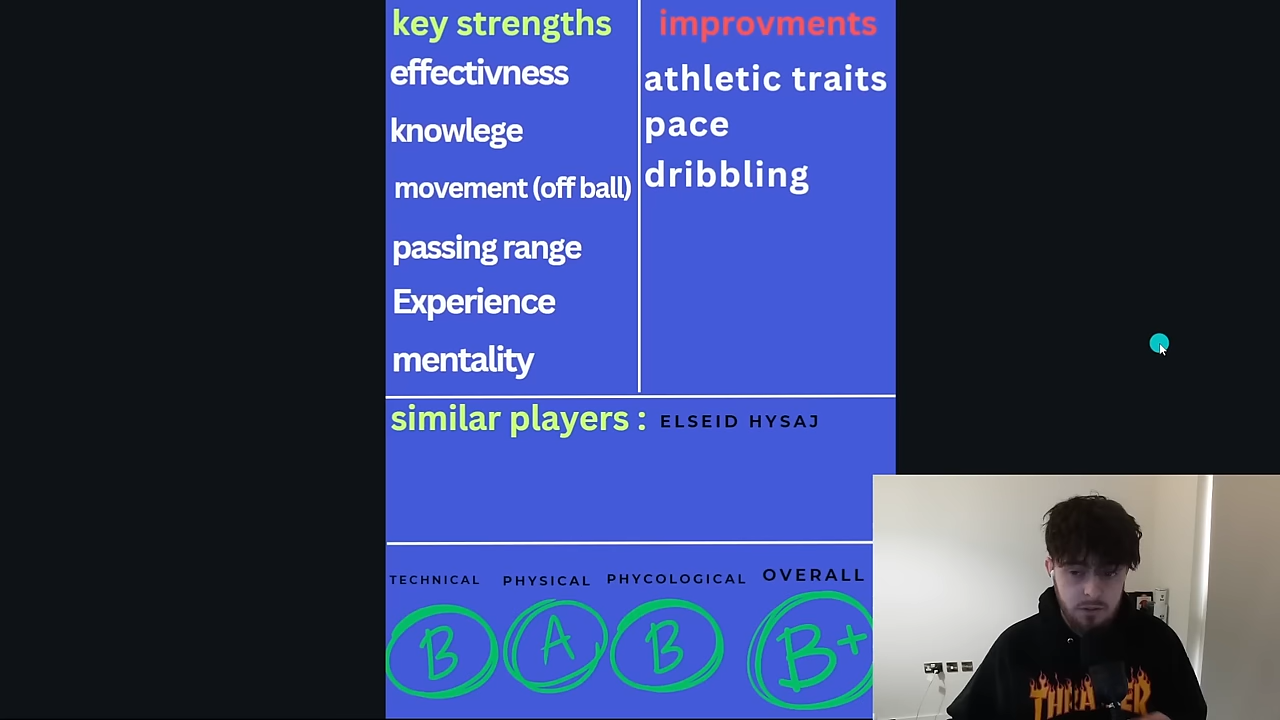 key strengths
effectivness
knowlege
movement (off ball)
passing range
Experience
mentality
improvments
athletic traits
pace
dribbling
similar players : ELSEID HYSAJ
TECHNICAL PHYSICAL PHYCOLOGICAL OVERALL
B A B B+
THRASHER